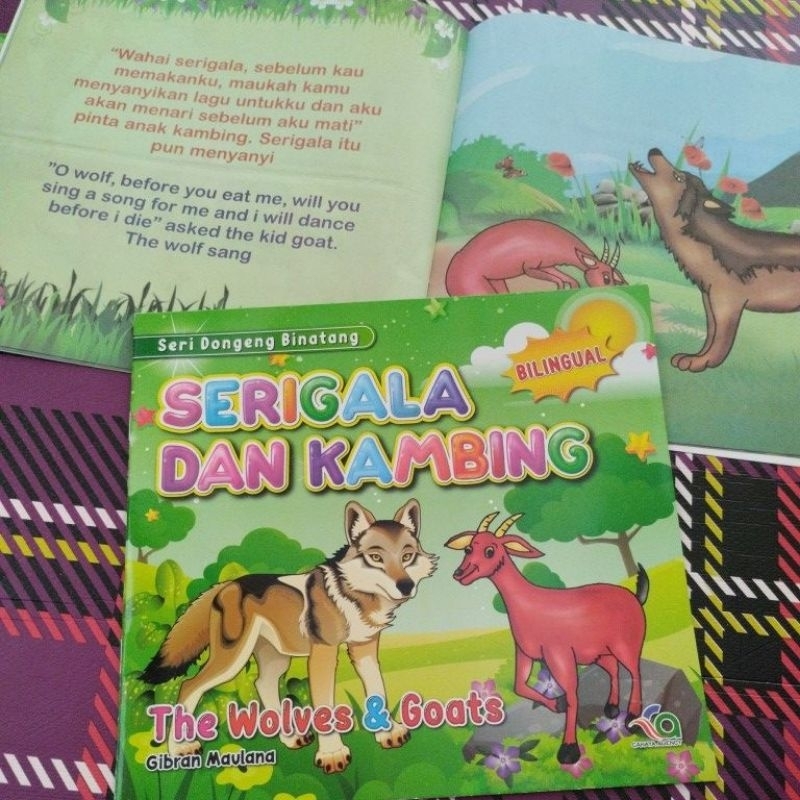 "Wahai serigala, sebelum kau
memakanku, maukah kamu
menyanyikan lagu untukku dan aku
akan menari sebelum aku mati"
pinta anak kambing. Serigala itu
pun menyanyi
"O wolf, before you eat me, will you
sing a song for me and i will dance
before i die" asked the kid goat.
The wolf sang
Seri Dongeng Binatang
BILINGUAL
SERIGALA
DAN KAMBING
The Wolves & Goats
Gibran Maulana